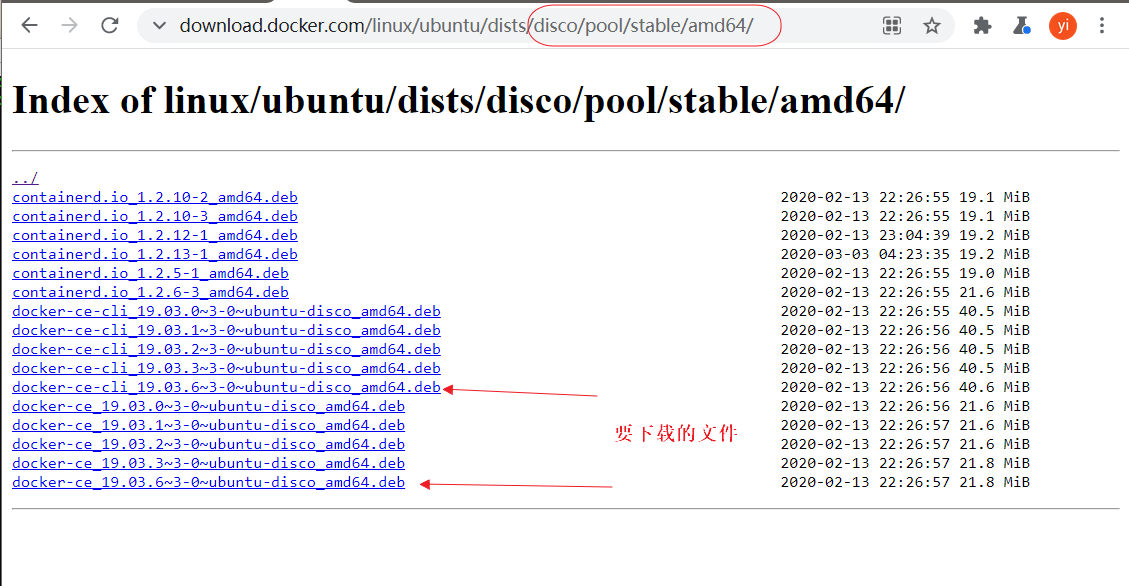 download.docker.com/linux/ubuntu/dists/disco/pool/stable/amd64/
yi
Index of linux/ubuntu/dists/disco/pool/stable/amd64/
../
containerd.io_1.2.10-2_amd64.deb 2020-02-13 22:26:55 19.1 MiB
containerd.io_1.2.10-3_amd64.deb 2020-02-13 22:26:55 19.1 MiB
containerd.io_1.2.12-1_amd64.deb 2020-02-13 23:04:39 19.2 MiB
containerd.io_1.2.13-1_amd64.deb 2020-03-03 04:23:35 19.2 MiB
containerd.io_1.2.5-1_amd64.deb 2020-02-13 22:26:55 19.0 MiB
containerd.io_1.2.6-3_amd64.deb 2020-02-13 22:26:55 21.6 MiB
docker-ce-cli_19.03.0~3-0~ubuntu-disco_amd64.deb 2020-02-13 22:26:55 40.5 MiB
docker-ce-cli_19.03.1~3-0~ubuntu-disco_amd64.deb 2020-02-13 22:26:56 40.5 MiB
docker-ce-cli_19.03.2~3-0~ubuntu-disco_amd64.deb 2020-02-13 22:26:56 40.5 MiB
docker-ce-cli_19.03.3~3-0~ubuntu-disco_amd64.deb 2020-02-13 22:26:56 40.5 MiB
docker-ce-cli_19.03.6~3-0~ubuntu-disco_amd64.deb 2020-02-13 22:26:56 40.6 MiB
docker-ce_19.03.0~3-0~ubuntu-disco_amd64.deb 2020-02-13 22:26:56 21.6 MiB
docker-ce_19.03.1~3-0~ubuntu-disco_amd64.deb 2020-02-13 22:26:57 21.6 MiB
要下载的文件
docker-ce_19.03.2~3-0~ubuntu-disco_amd64.deb 2020-02-13 22:26:57 21.6 MiB
docker-ce_19.03.3~3-0~ubuntu-disco_amd64.deb 2020-02-13 22:26:57 21.8 MiB
docker-ce_19.03.6~3-0~ubuntu-disco_amd64.deb 2020-02-13 22:26:57 21.8 MiB